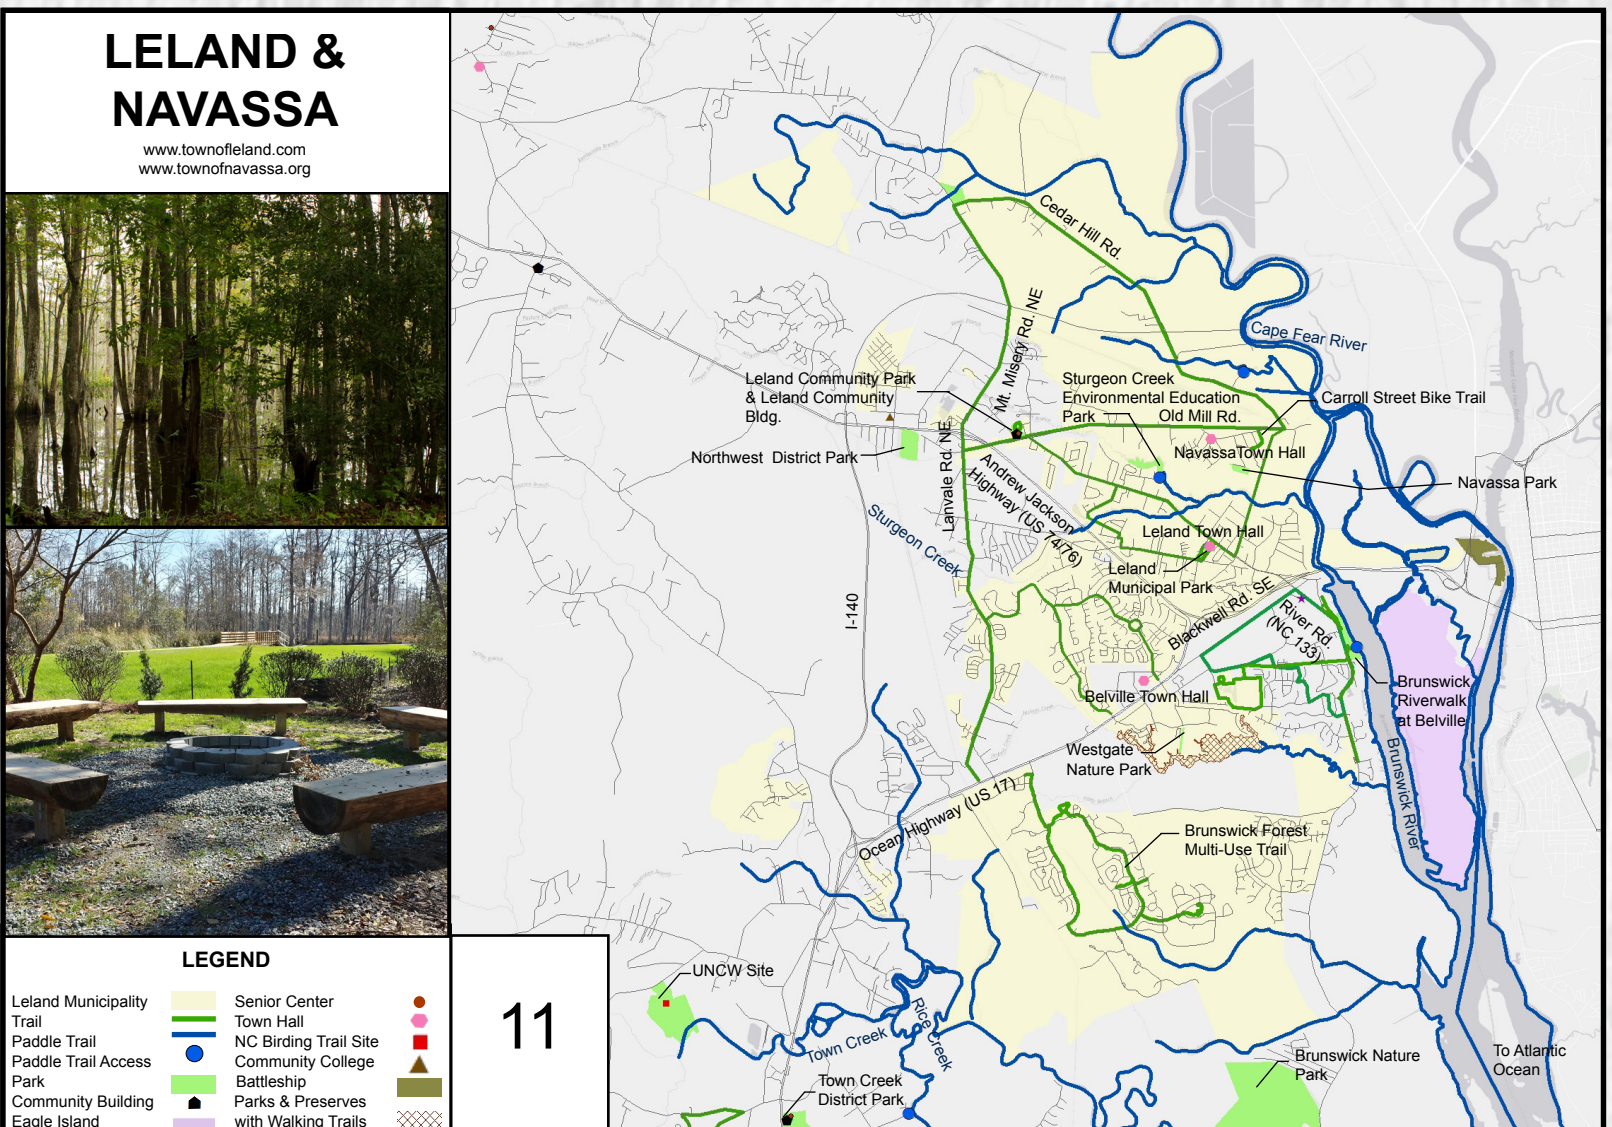 LELAND &
NAVASSA
www.townofleland.com
www.townofnavassa.org
Cedar Hill Rd.
Mt. Misery Rd. NE
Cape Fear River
Leland Community Park
& Leland Community
Bldg.
Sturgeon Creek
Environmental Education
Park
Old Mill Rd.
Carroll Street Bike Trail
Northwest  District Park
Lanvale Rd. NE
NavassaTown Hall
Navassa Park
Andrew Jackson
Highway (US 74/76)
Sturgeon Creek
Leland Town Hall
Leland
Municipal Park
I-140
Blackwell Rd. SE
River Rd.
(NC 133)
Belville Town Hall
Brunswick
Riverwalk
at Belville
Westgate
Nature Park
Brunswick River
Ocean Highway (US 17)
Brunswick Forest
Multi-Use Trail
UNCW Site
Rice Creek
Town Creek
Town Creek
District Park
Brunswick Nature
Park
To Atlantic
Ocean
11
LEGEND
Leland Municipality
Trail
Paddle Trail
Paddle Trail Access
Park
Community Building
Eagle Island
Senior Center
Town Hall
NC Birding Trail Site
Community College
Battleship
Parks & Preserves
with Walking Trails